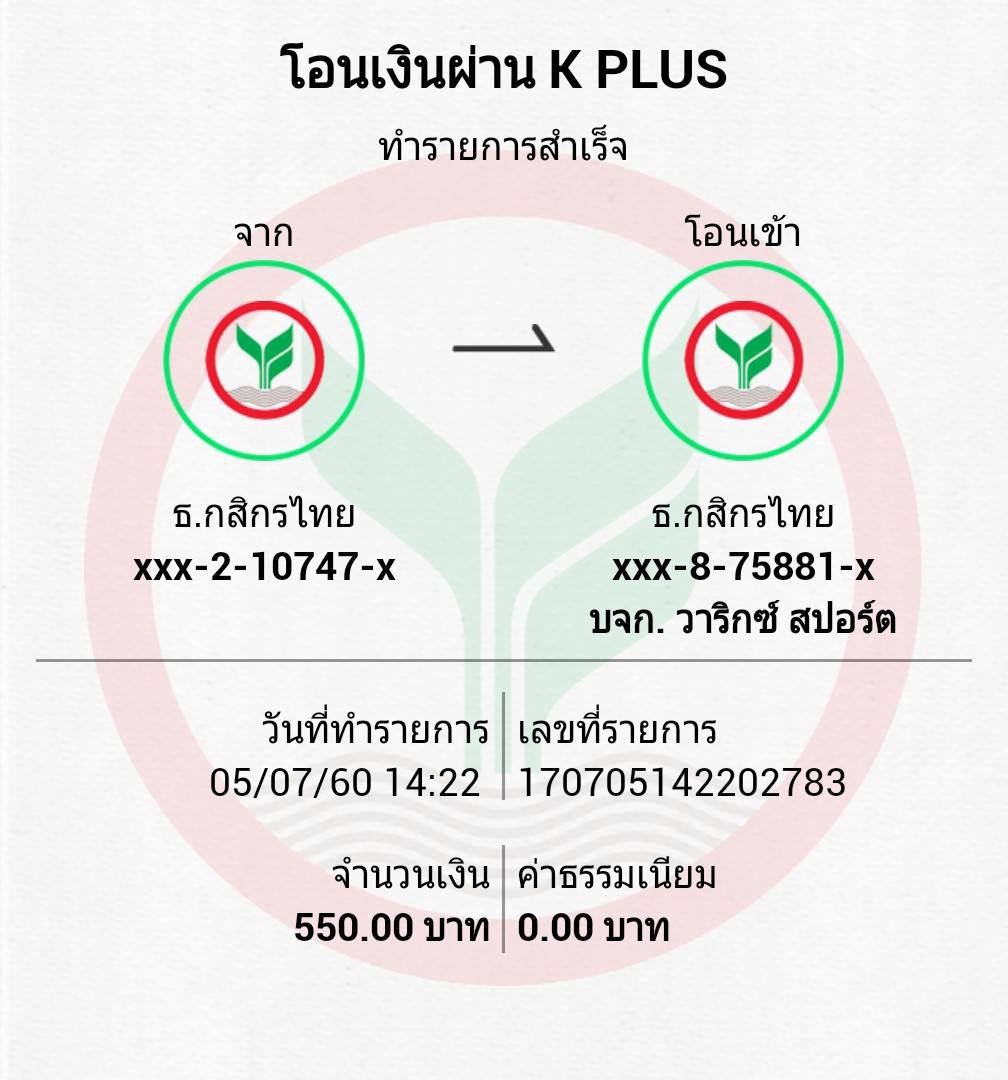 โอนเงินผ่าน K PLUS
ทำรายการสำเร็จ
จาก
โอนเข้า
ธ.กสิกรไทย
xxx-2-10747-x
ธ.กสิกรไทย
xxx-8-75881-x
บจก. วาริกซ์ สปอร์ต
วันที่ทำรายการ
05/07/60 14:22
เลขที่รายการ
170705142202783
จำนวนเงิน
550.00 บาท
ค่าธรรมเนียม
0.00 บาท